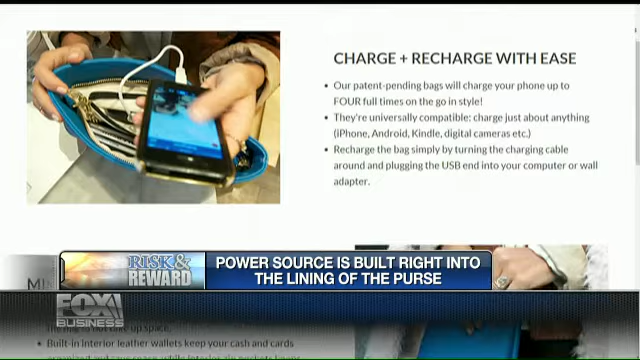 CHARGE + RECHARGE WITH EASE
Our patent-pending bags will charge your phone up to
FOUR full times on the go in style!
They're universally compatible: charge just about anything
(iPhone, Android, Kindle, digital cameras etc.)
Recharge the bag simply by turning the charging cable
around and plugging the USB end into your computer or wall
adapter.
RISK &
REWARD
POWER SOURCE IS BUILT RIGHT INTO
THE LINING OF THE PURSE
FOX
BUSINESS
take up space.
Built-in interior leather wallets keep your cash and cards